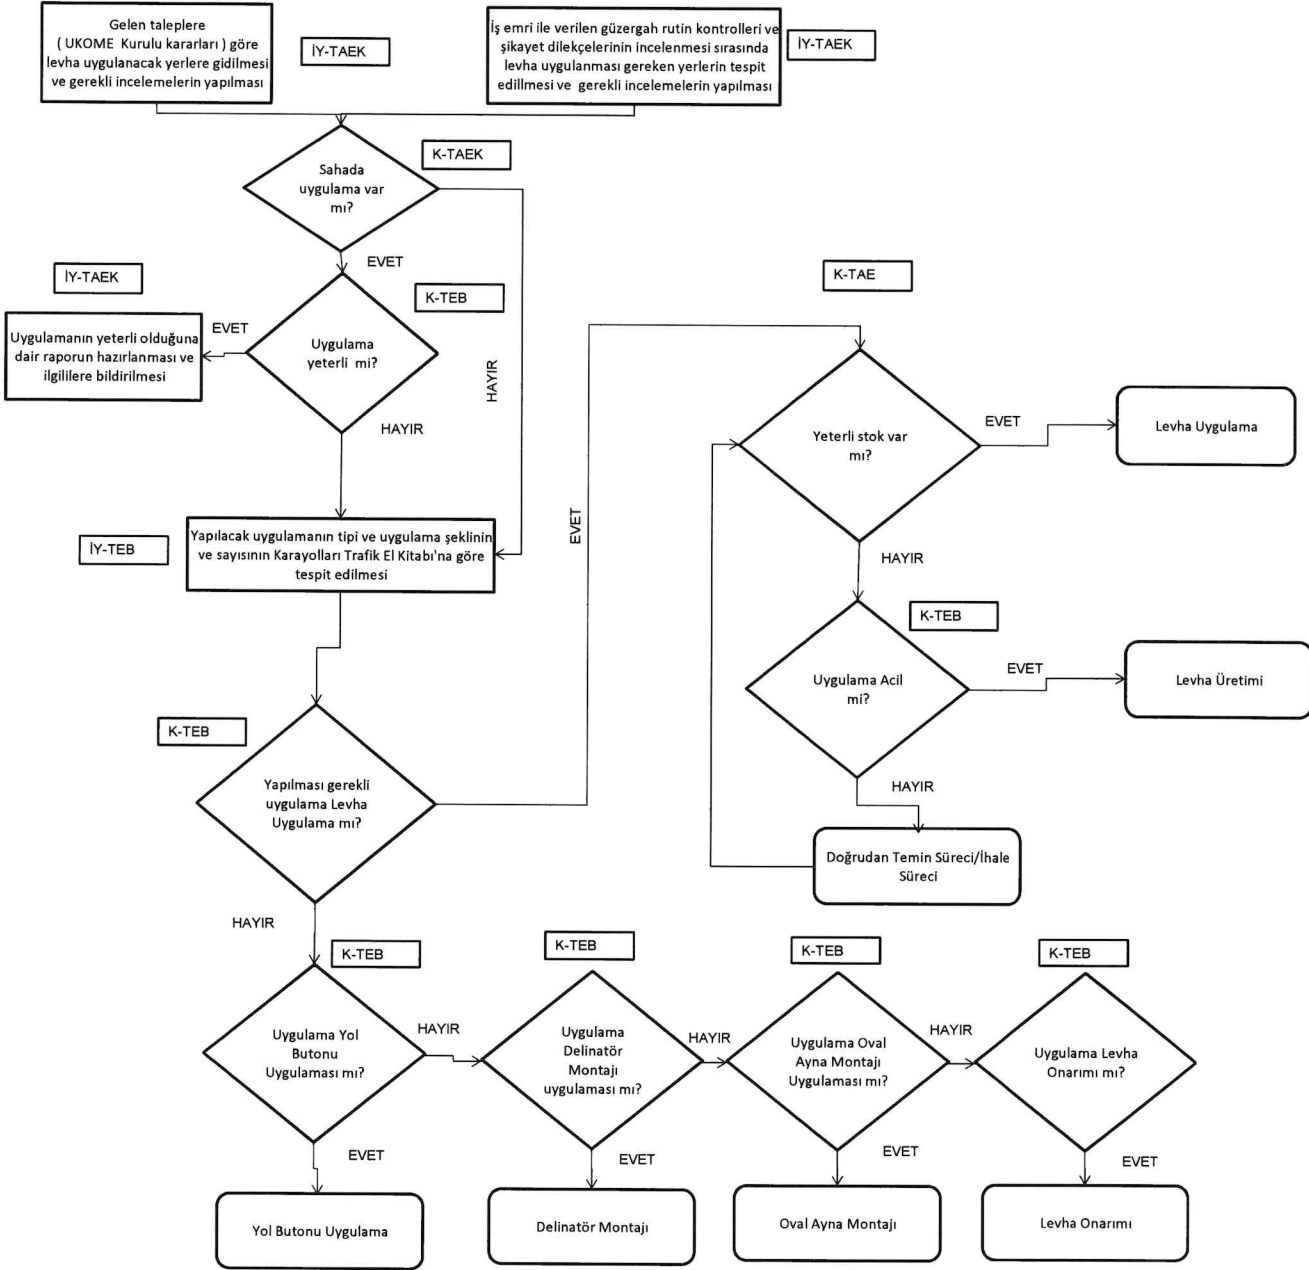 Gelen taleplere
( UKOME Kurulu kararları ) göre
levha uygulanacak yerlere gidilmesi
ve gerekli incelemelerin yapılması
İY-TAEK
İş emri ile verilen güzergah rutin kontrolleri ve
şikayet dilekçelerinin incelenmesi sırasında
levha uygulanması gereken yerlerin tespit
edillmesi ve gerekli incelemelerin yapılması
İY-TAEK
K-TAEK
Sahada
uygulama var
mı?
EVET
HAYIR
İY-TAEK
K-TEB
EVET
Uygulamanın yeterli olduğuna
dair raporun hazırlanması ve
ilgililere bildirilmesi
Uygulama
yeterli mi?
HAYIR
İY-TEB
Yapılacak uygulamanın tipi ve uygulama şeklinin
ve sayısının Karayolları Trafik El Kitabı'na göre
tespit edilmesi
K-TEB
Yapılması gerekli
uygulama Levha
Uygulama mı?
EVET
HAYIR
K-TAE
Yeterli stok var
mı?
EVET
Levha Uygulama
HAYIR
K-TEB
Uygulama Acil
mi?
EVET
Levha Üretimi
HAYIR
Doğrudan Temin Süreci/İhale
Süreci
K-TEB
Uygulama Yol
Butonu
Uygulaması mı?
HAYIR
EVET
Yol Butonu Uygulama
K-TEB
Uygulama
Delinatör
Montajı
uygulaması mı?
HAYIR
EVET
Delinatör Montajı
K-TEB
Uygulama Oval
Ayna Montajı
Uygulaması mı?
HAYIR
EVET
Oval Ayna Montajı
K-TEB
Uygulama Levha
Onarımı mı?
EVET
Levha Onarımı